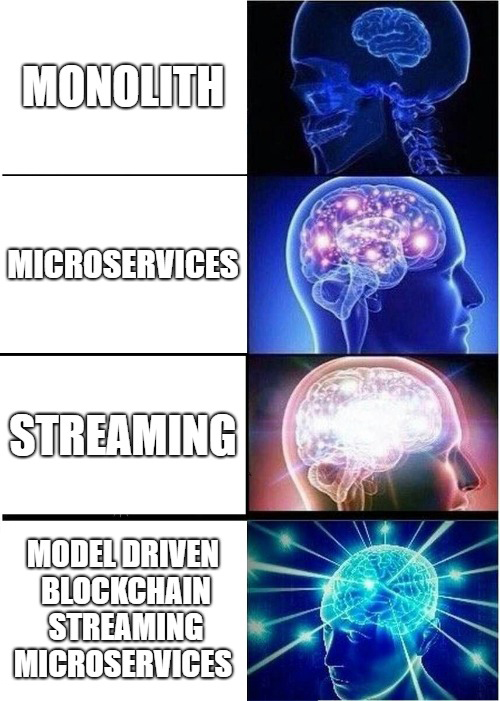 MONOLITH
MICROSERVICES
STREAMING
MODEL DRIVEN
BLOCKCHAIN
STREAMING
MICROSERVICES